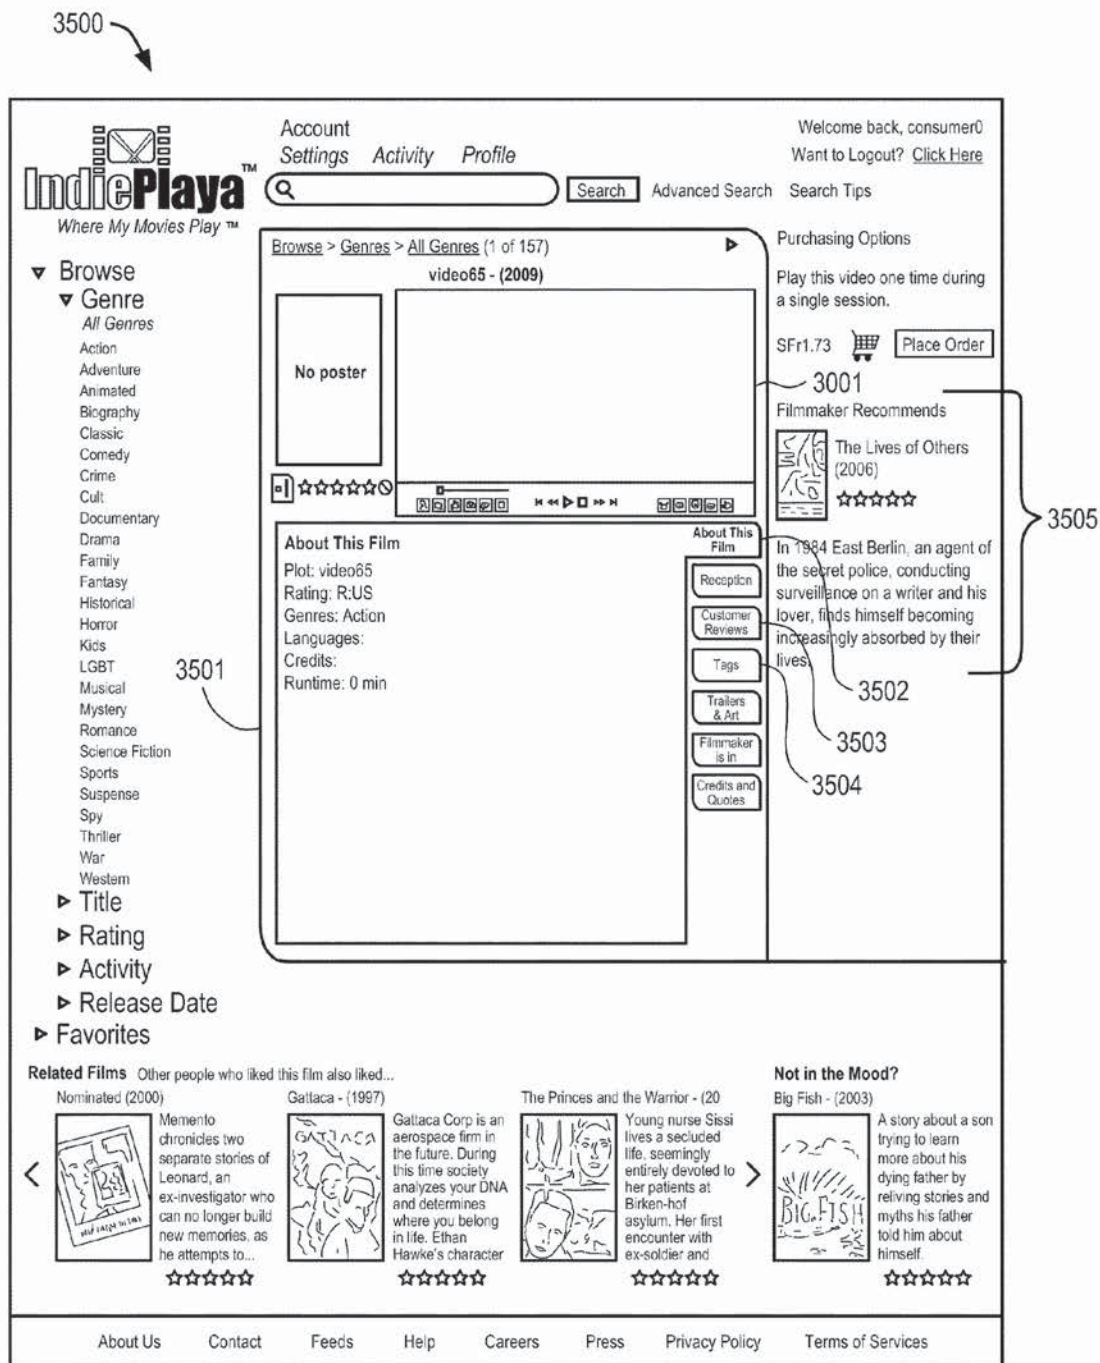 3500
IndiePlaya™
Where My Movies Play ™
Account
Settings Activity Profile
Welcome back, consumer0
Want to Logout? Click Here
Search Advanced Search Search Tips
Browse
Genre
All Genres
Action
Adventure
Animated
Biography
Classic
Comedy
Crime
Cult
Documentary
Drama
Family
Fantasy
Historical
Horror
Kids
LGBT
Musical
Mystery
Romance
Science Fiction
Sports
Suspense
Spy
Thriller
War
Western
Title
Rating
Activity
Release Date
Favorites
Browse > Genres > All Genres (1 of 157)
video65 - (2009)
No poster
3001
About This Film
Plot: video65
Rating: R:US
Genres: Action
Languages:
Credits:
Runtime: 0 min
3501
About This
Film
Reception
Customer
Reviews
Tags
Trailers
& Art
Filmmaker
is in
Credits and
Quotes
3502
3503
3504
Purchasing Options
Play this video one time during
a single session.
SFr1.73 Place Order
Filmmaker Recommends
The Lives of Others
(2006)
In 1984 East Berlin, an agent of
the secret police, conducting
surveillance on a writer and his
lover, finds himself becoming
increasingly absorbed by their
lives.
3505
Related Films Other people who liked this film also liked...
Nominated (2000)
Memento
chronicles two
separate stories of
Leonard, an
ex-investigator who
can no longer build
new memories, as
he attempts to...
Gattaca - (1997)
GATTACA
Gattaca Corp is an
aerospace firm in
the future. During
this time society
analyzes your DNA
and determines
where you belong
in life. Ethan
Hawke's character
The Princes and the Warrior - (20
Young nurse Sissi
lives a secluded
life, seemingly
entirely devoted to
her patients at
Birken-hof
asylum. Her first
encounter with
ex-soldier and
Not in the Mood?
Big Fish - (2003)
BIG FISH
A story about a son
trying to learn
more about his
dying father by
reliving stories and
myths his father
told him about
himself.
About Us Contact Feeds Help Careers Press Privacy Policy Terms of Services